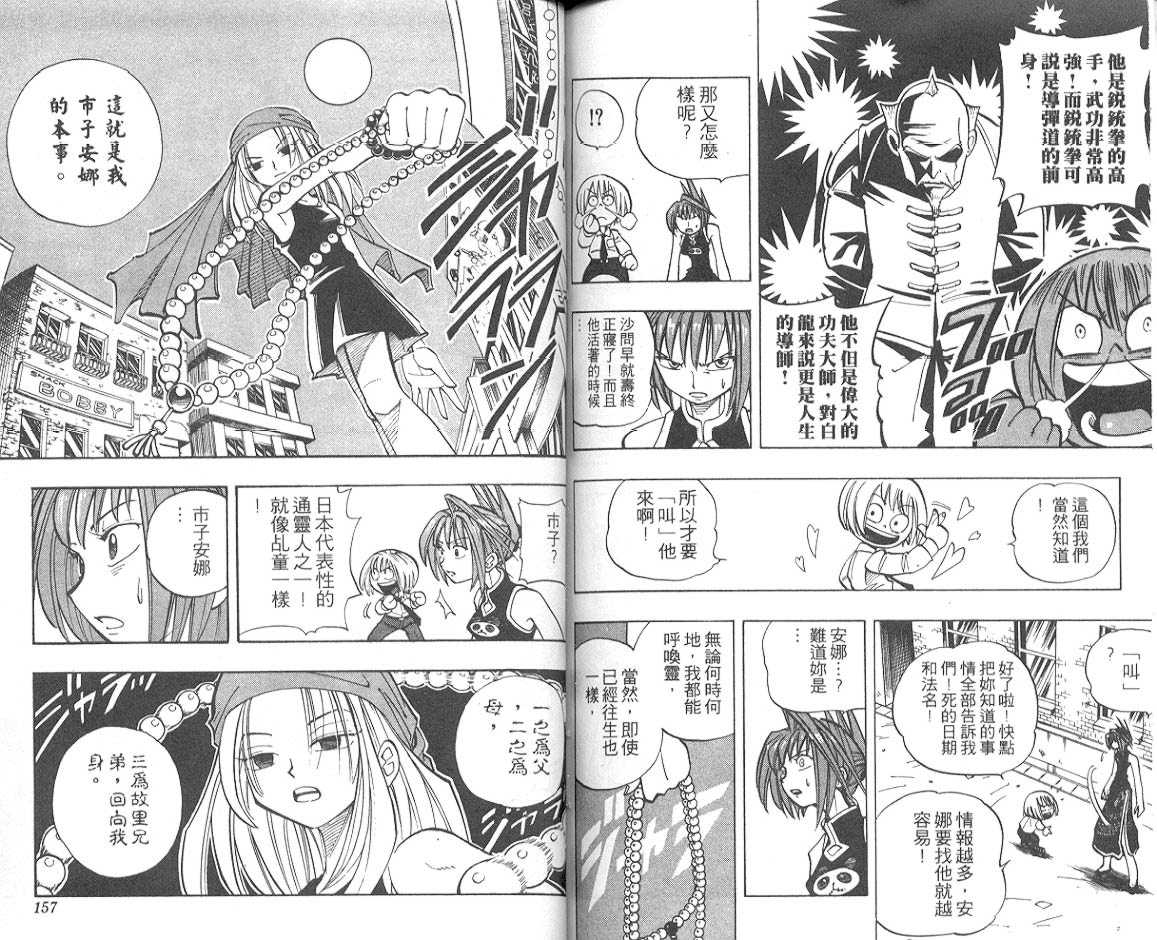 他是銳統拳的高
手，武功非常高
強！而銳統拳可
說是導彈道的前
身！
他不但是偉大的
功夫大師，對白
龍來說更是人生
的導師！
那又怎麼
樣呢？
!?
沙問早就壽終
正寢了！而且
他活著的時候
…
這個我們
當然知道
所以才要
「叫」他
來啊！
「叫」
？
好了啦！快點
把妳知道的事
情全部告訴我
們！死的日期
和法名！
情報越多，安
娜要找他就越
容易！
安娜…？
難道妳是
…
無論何時何
地，我都能
呼喚靈，
當然，即使
已經往生也
一樣，
ジャラ
這就是我
市子安娜
的本事。
SNACK
BOBBY
市子？
日本代表性的
通靈人之一！
就像乩童一樣
！
市子安娜
…
ジャラ
ジャラ
一之為父
，二之為
母，
三為故里兄
弟，回向我
身。
157